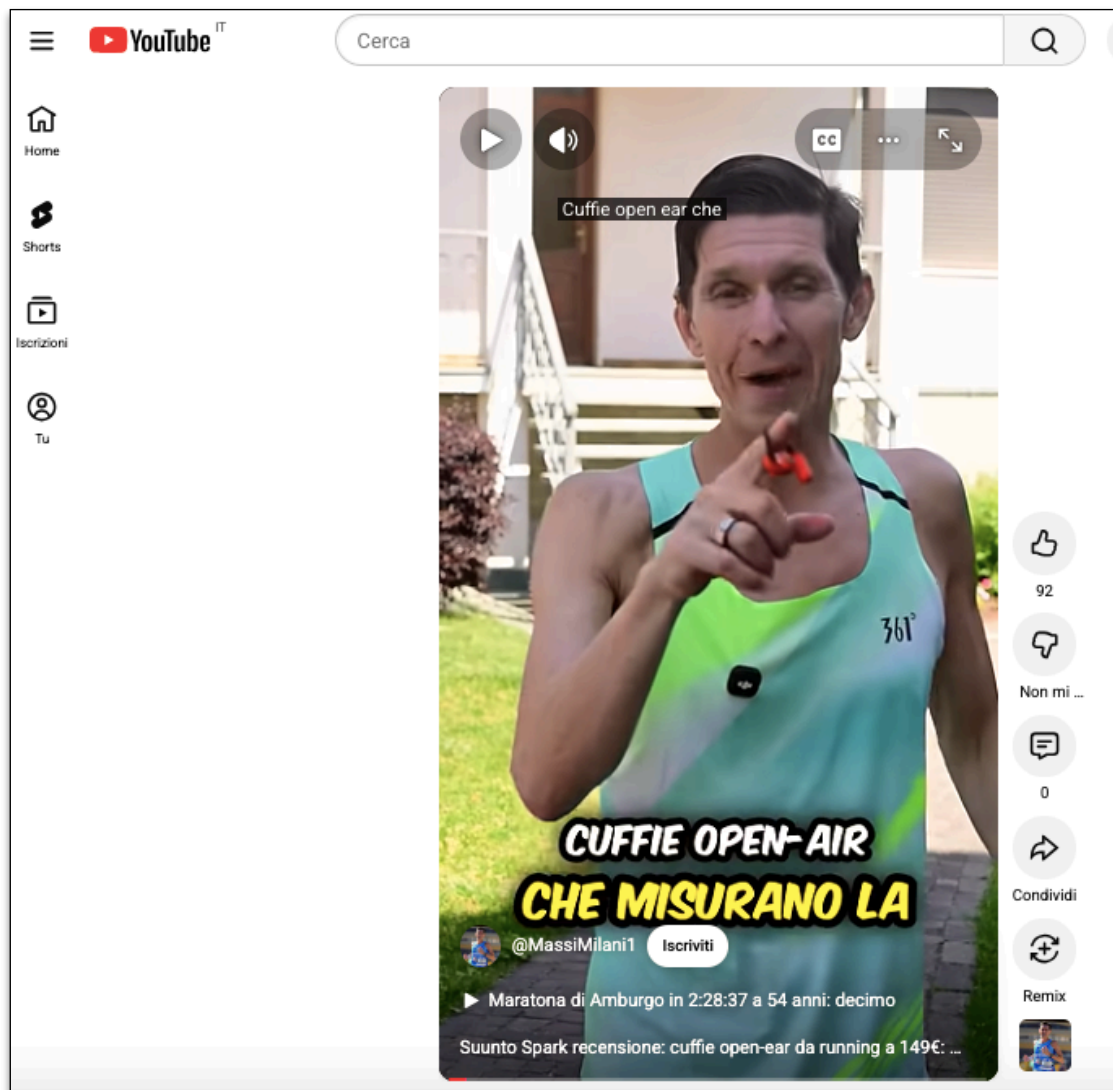 YouTube IT
Cerca
Home
Shorts
Iscrizioni
Tu
CC
Cuffie open ear che
361°
CUFFIE OPEN-AIR
CHE MISURANO LA
@MassiMilani1 Iscriviti
Maratona di Amburgo in 2:28:37 a 54 anni: decimo
Suunto Spark recensione: cuffie open-ear da running a 149€: ...
92
Non mi ...
0
Condividi
Remix